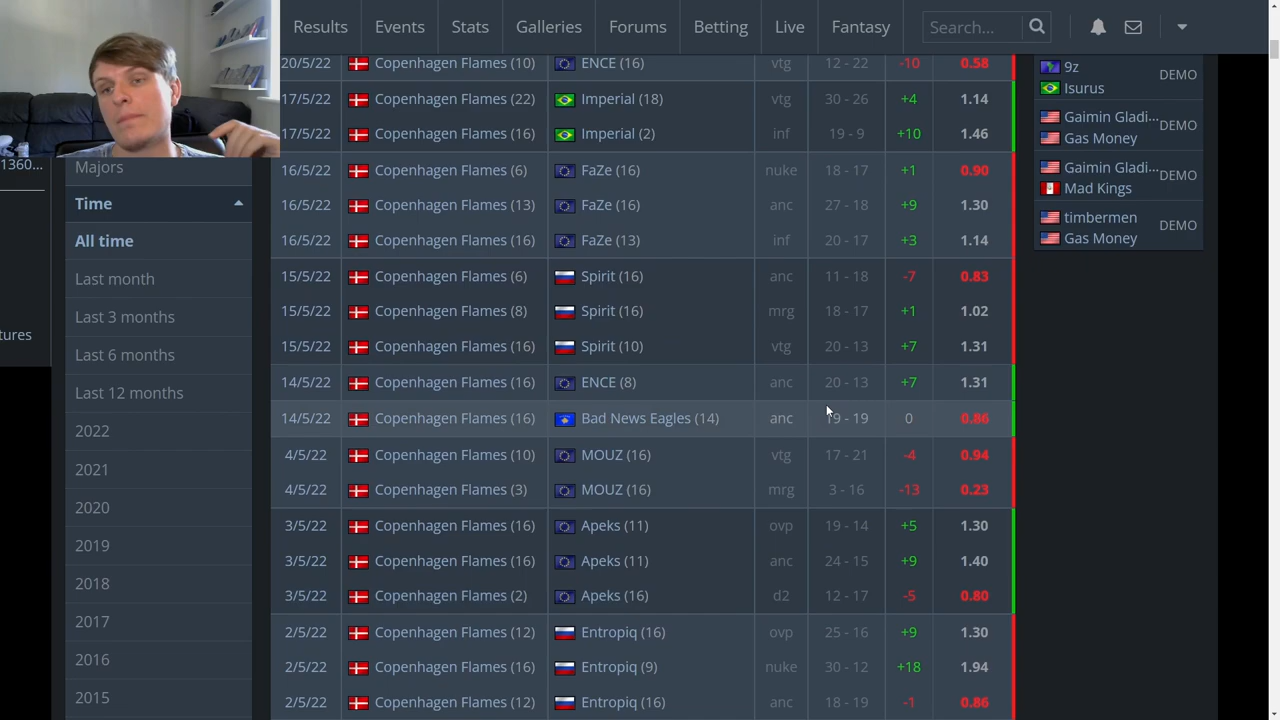 Results Events Stats Galleries Forums Betting Live Fantasy Search...
20/5/22 Copenhagen Flames (10) ENCE (16) vtg 12 - 22 -10 0.58
17/5/22 Copenhagen Flames (22) Imperial (18) vtg 30 - 26 +4 1.14
17/5/22 Copenhagen Flames (16) Imperial (2) inf 19 - 9 +10 1.46
16/5/22 Copenhagen Flames (6) FaZe (16) nuke 18 - 17 +1 0.90
16/5/22 Copenhagen Flames (13) FaZe (16) anc 27 - 18 +9 1.30
16/5/22 Copenhagen Flames (16) FaZe (13) inf 20 - 17 +3 1.14
15/5/22 Copenhagen Flames (6) Spirit (16) anc 11 - 18 -7 0.83
15/5/22 Copenhagen Flames (8) Spirit (16) mrg 18 - 17 +1 1.02
15/5/22 Copenhagen Flames (16) Spirit (10) vtg 20 - 13 +7 1.31
14/5/22 Copenhagen Flames (16) ENCE (8) anc 20 - 13 +7 1.31
14/5/22 Copenhagen Flames (16) Bad News Eagles (14) anc 19 - 19 0 0.86
4/5/22 Copenhagen Flames (10) MOUZ (16) vtg 17 - 21 -4 0.94
4/5/22 Copenhagen Flames (3) MOUZ (16) mrg 3 - 16 -13 0.23
3/5/22 Copenhagen Flames (16) Apeks (11) ovp 19 - 14 +5 1.30
3/5/22 Copenhagen Flames (16) Apeks (11) anc 24 - 15 +9 1.40
3/5/22 Copenhagen Flames (2) Apeks (16) d2 12 - 17 -5 0.80
2/5/22 Copenhagen Flames (12) Entropiq (16) ovp 25 - 16 +9 1.30
2/5/22 Copenhagen Flames (16) Entropiq (9) nuke 30 - 12 +18 1.94
2/5/22 Copenhagen Flames (12) Entropiq (16) anc 18 - 19 -1 0.86
1360...
tures
Majors
Time
All time
Last month
Last 3 months
Last 6 months
Last 12 months
2022
2021
2020
2019
2018
2017
2016
2015
9z
Isurus
DEMO
Gaimin Gladi...
Gas Money
DEMO
Gaimin Gladi...
Mad Kings
DEMO
timbermen
Gas Money
DEMO